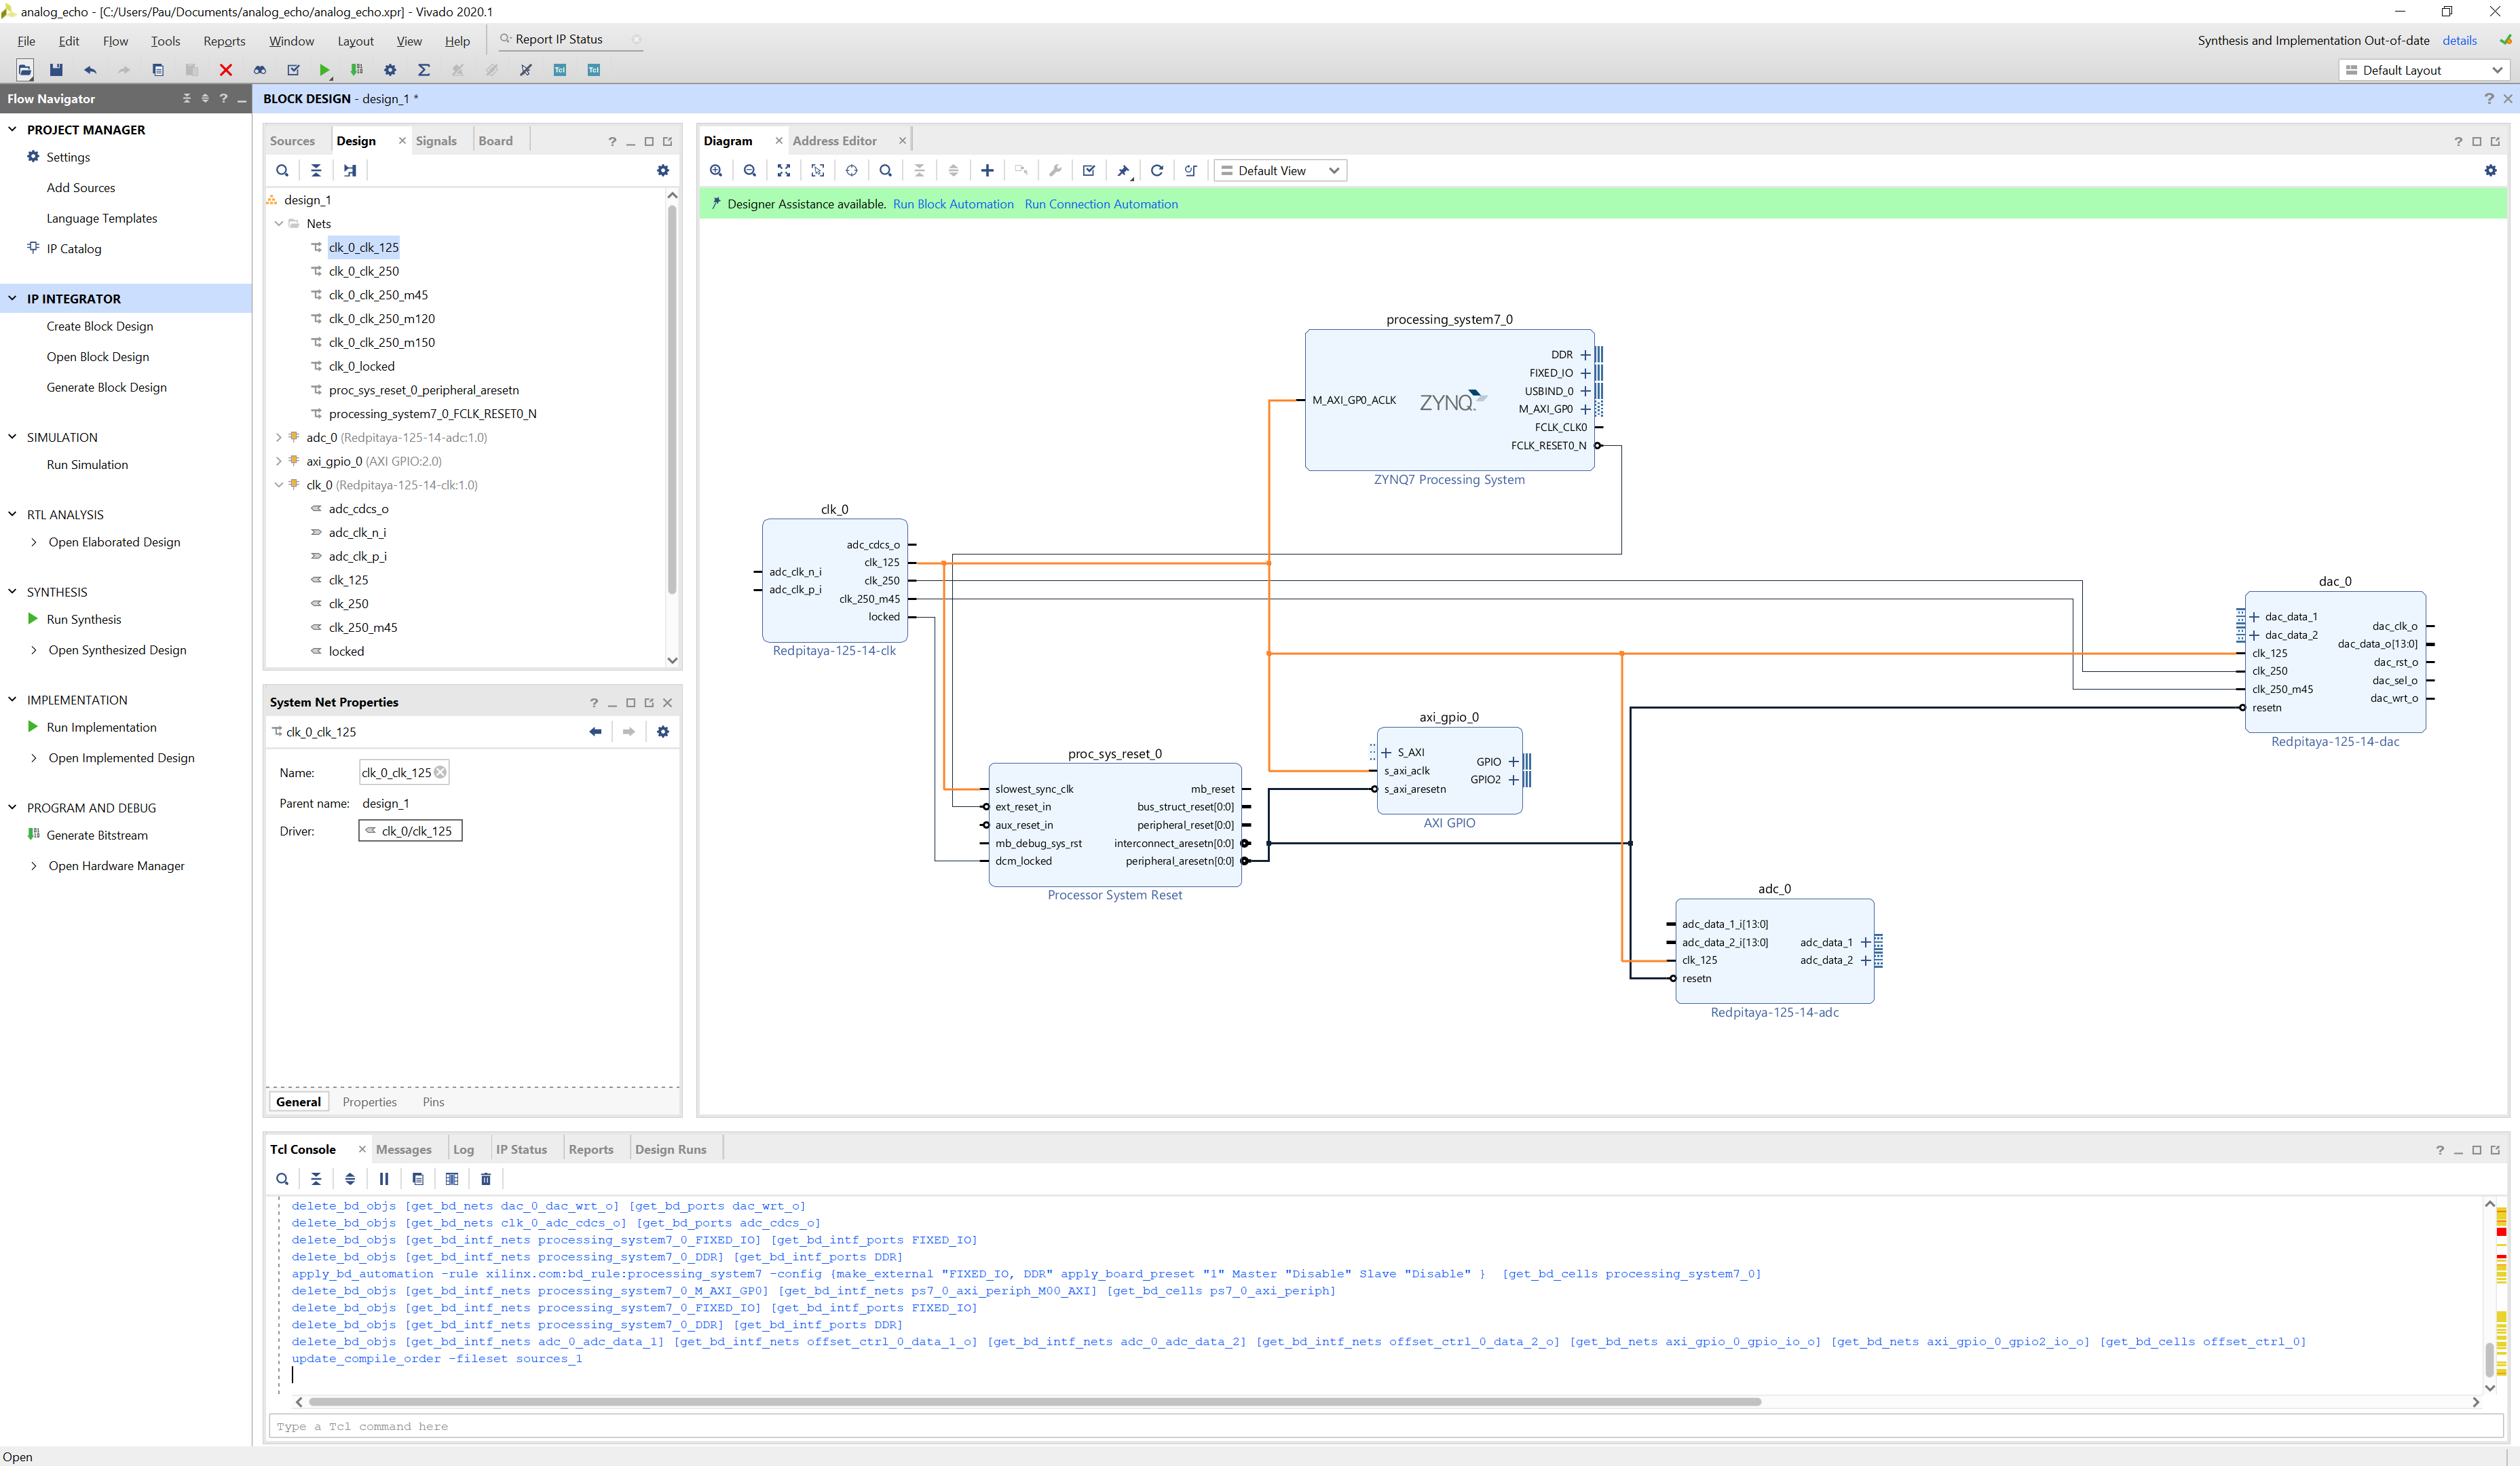 analog_echo - [C:/Users/Pau/Documents/analog_echo/analog_echo.xpr] - Vivado 2020.1
File Edit Flow Tools Reports Window Layout View Help Report IP Status
Synthesis and Implementation Out-of-date details
Tcl Tcl
Default Layout
Flow Navigator
PROJECT MANAGER
Settings
Add Sources
Language Templates
IP Catalog
IP INTEGRATOR
Create Block Design
Open Block Design
Generate Block Design
SIMULATION
Run Simulation
RTL ANALYSIS
Open Elaborated Design
SYNTHESIS
Run Synthesis
Open Synthesized Design
IMPLEMENTATION
Run Implementation
Open Implemented Design
PROGRAM AND DEBUG
Generate Bitstream
Open Hardware Manager
BLOCK DESIGN - design_1 *
Sources Design Signals Board
design_1
Nets
clk_0_clk_125
clk_0_clk_250
clk_0_clk_250_m45
clk_0_clk_250_m120
clk_0_clk_250_m150
clk_0_locked
proc_sys_reset_0_peripheral_aresetn
processing_system7_0_FCLK_RESET0_N
adc_0 (Redpitaya-125-14-adc:1.0)
axi_gpio_0 (AXI GPIO:2.0)
clk_0 (Redpitaya-125-14-clk:1.0)
adc_cdcs_o
adc_clk_n_i
adc_clk_p_i
clk_125
clk_250
clk_250_m45
locked
System Net Properties
clk_0_clk_125
Name: clk_0_clk_125
Parent name: design_1
Driver: clk_0/clk_125
General Properties Pins
Diagram Address Editor
Default View
Designer Assistance available. Run Block Automation Run Connection Automation
processing_system7_0
DDR
FIXED_IO
USBIND_0
M_AXI_GP0_ACLK
ZYNQ
M_AXI_GP0
FCLK_CLK0
FCLK_RESET0_N
ZYNQ7 Processing System
clk_0
adc_cdcs_o
clk_125
adc_clk_n_i
clk_250
adc_clk_p_i
clk_250_m45
locked
Redpitaya-125-14-clk
dac_0
dac_data_1
dac_data_2
clk_125
clk_250
clk_250_m45
resetn
dac_clk_o
dac_data_o[13:0]
dac_rst_o
dac_sel_o
dac_wrt_o
Redpitaya-125-14-dac
axi_gpio_0
S_AXI
s_axi_aclk
s_axi_aresetn
GPIO
GPIO2
AXI GPIO
proc_sys_reset_0
slowest_sync_clk
ext_reset_in
aux_reset_in
mb_debug_sys_rst
dcm_locked
mb_reset
bus_struct_reset[0:0]
peripheral_reset[0:0]
interconnect_aresetn[0:0]
peripheral_aresetn[0:0]
Processor System Reset
adc_0
adc_data_1_i[13:0]
adc_data_2_i[13:0]
clk_125
resetn
adc_data_1
adc_data_2
Redpitaya-125-14-adc
Tcl Console Messages Log IP Status Reports Design Runs
delete_bd_objs [get_bd_nets dac_0_dac_wrt_o] [get_bd_ports dac_wrt_o]
delete_bd_objs [get_bd_nets clk_0_adc_cdcs_o] [get_bd_ports adc_cdcs_o]
delete_bd_objs [get_bd_intf_nets processing_system7_0_FIXED_IO] [get_bd_intf_ports FIXED_IO]
delete_bd_objs [get_bd_intf_nets processing_system7_0_DDR] [get_bd_intf_ports DDR]
apply_bd_automation -rule xilinx.com:bd_rule:processing_system7 -config {make_external "FIXED_IO, DDR" apply_board_preset "1" Master "Disable" Slave "Disable" }  [get_bd_cells processing_system7_0]
delete_bd_objs [get_bd_intf_nets processing_system7_0_M_AXI_GP0] [get_bd_intf_nets ps7_0_axi_periph_M00_AXI] [get_bd_cells ps7_0_axi_periph]
delete_bd_objs [get_bd_intf_nets processing_system7_0_FIXED_IO] [get_bd_intf_ports FIXED_IO]
delete_bd_objs [get_bd_intf_nets processing_system7_0_DDR] [get_bd_intf_ports DDR]
delete_bd_objs [get_bd_intf_nets adc_0_adc_data_1] [get_bd_intf_nets offset_ctrl_0_data_1_o] [get_bd_intf_nets adc_0_adc_data_2] [get_bd_intf_nets offset_ctrl_0_data_2_o] [get_bd_nets axi_gpio_0_gpio_io_o] [get_bd_nets axi_gpio_0_gpio2_io_o] [get_bd_cells offset_ctrl_0]
update_compile_order -fileset sources_1
Type a Tcl command here
Open